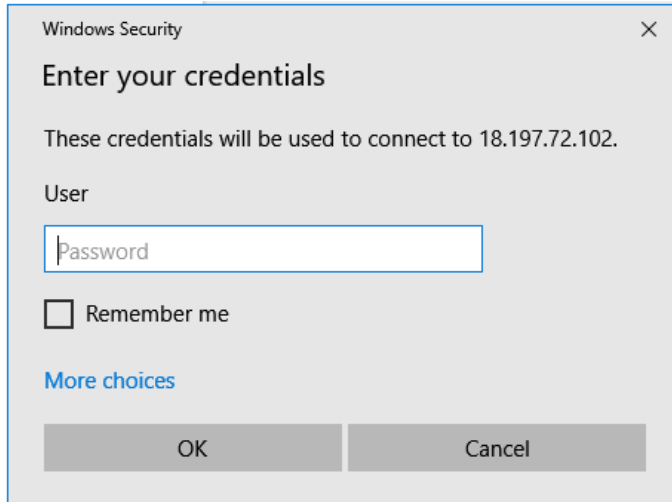 Windows Security
Enter your credentials
These credentials will be used to connect to 18.197.72.102.
User
Password
Remember me
More choices
OK
Cancel